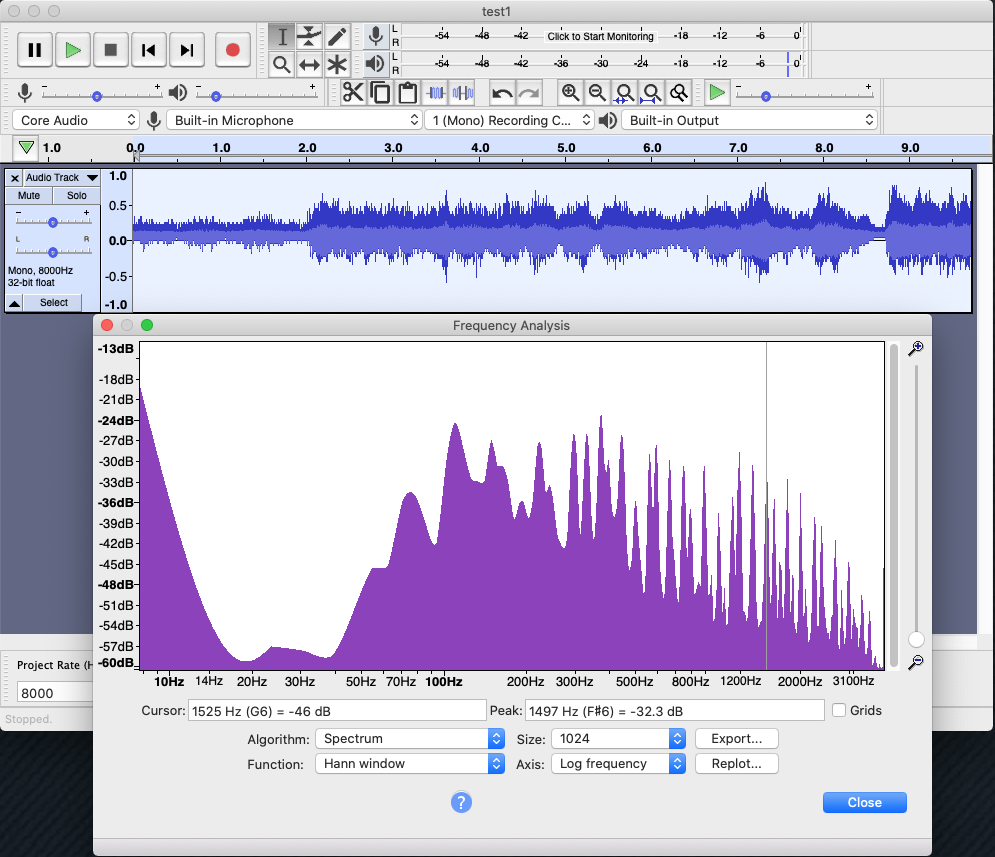 test1
L
R
-54 -48 -42 Click to Start Monitoring -18 -12 -6 0
L
R
-54 -48 -42 -36 -30 -24 -18 -12 -6 0
Core Audio Built-in Microphone 1 (Mono) Recording C... Built-in Output
1.0 0.0 1.0 2.0 3.0 4.0 5.0 6.0 7.0 8.0 9.0
× Audio Track
Mute Solo
- +
L R
Mono, 8000Hz
32-bit float
Select
1.0
0.5
0.0
-0.5
-1.0
Frequency Analysis
-13dB
-18dB
-21dB
-24dB
-27dB
-30dB
-33dB
-36dB
-39dB
-42dB
-45dB
-48dB
-51dB
-54dB
-57dB
-60dB
10Hz 14Hz 20Hz 30Hz 50Hz 70Hz 100Hz 200Hz 300Hz 500Hz 800Hz 1200Hz 2000Hz 3100Hz
Cursor: 1525 Hz (G6) = -46 dB Peak: 1497 Hz (F#6) = -32.3 dB Grids
Algorithm: Spectrum Size: 1024 Export...
Function: Hann window Axis: Log frequency Replot...
?
Close
Project Rate (H
8000
Stopped.